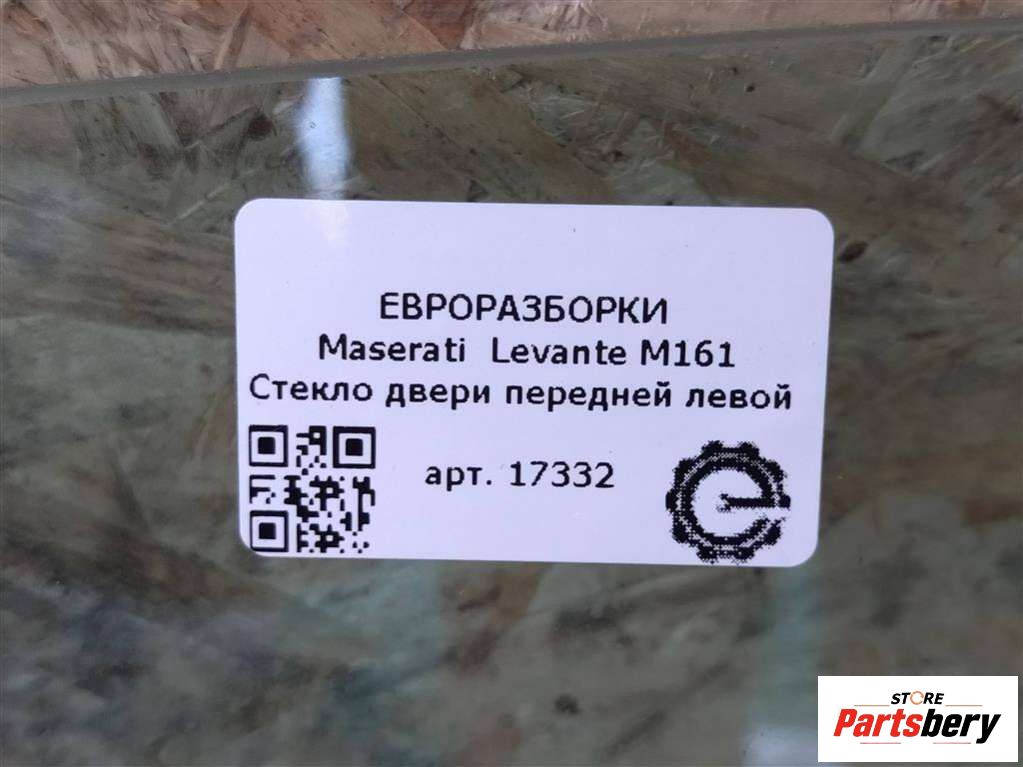 ЕВРОРАЗБОРКИ
Maserati Levante M161
Стекло двери передней левой
арт. 17332
STORE
Partsbery